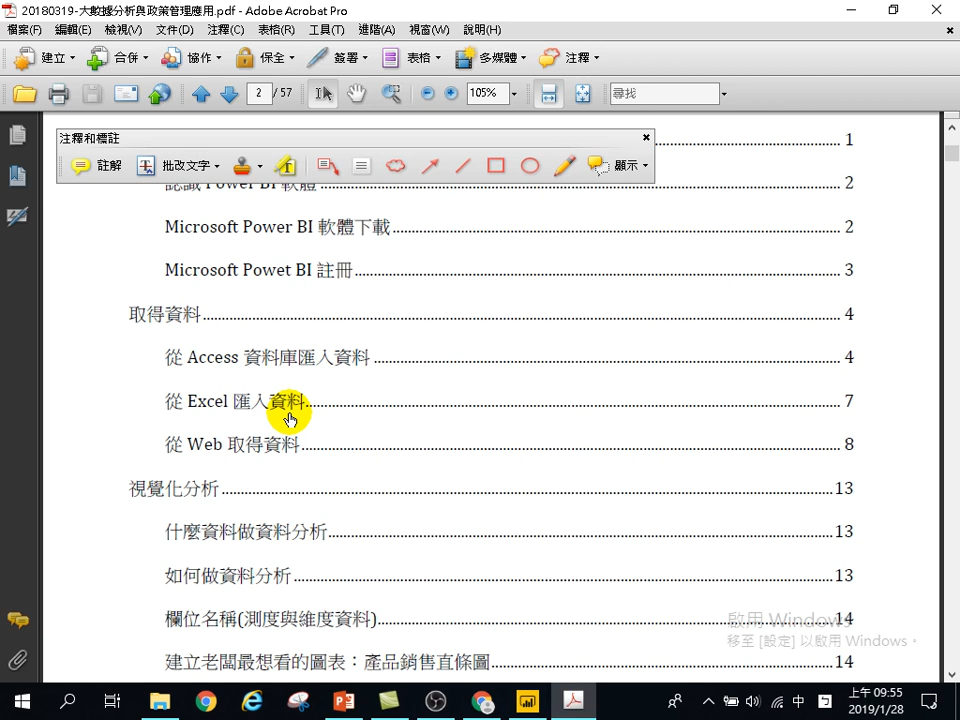 20180319-大數據分析與政策管理應用.pdf - Adobe Acrobat Pro
檔案(F) 編輯(E) 檢視(V) 文件(D) 注釋(C) 表格(R) 工具(T) 進階(A) 視窗(W) 說明(H)
建立 合併 協作 保全 簽署 表格 多媒體 注釋
2 / 57 105% 尋找
注釋和標註
註解 批改文字 顯示
1
認識 Power BI 軟體 2
Microsoft Power BI 軟體下載 2
Microsoft Powet BI 註冊 3
取得資料 4
從 Access 資料庫匯入資料 4
從 Excel 匯入資料 7
從 Web 取得資料 8
視覺化分析 13
什麼資料做資料分析 13
如何做資料分析 13
欄位名稱(測度與維度資料) 14
建立老闆最想看的圖表：產品銷售直條圖 14
啟用 Windows
移至 [設定] 以啟用 Windows。
中
上午 09:55
2019/1/28